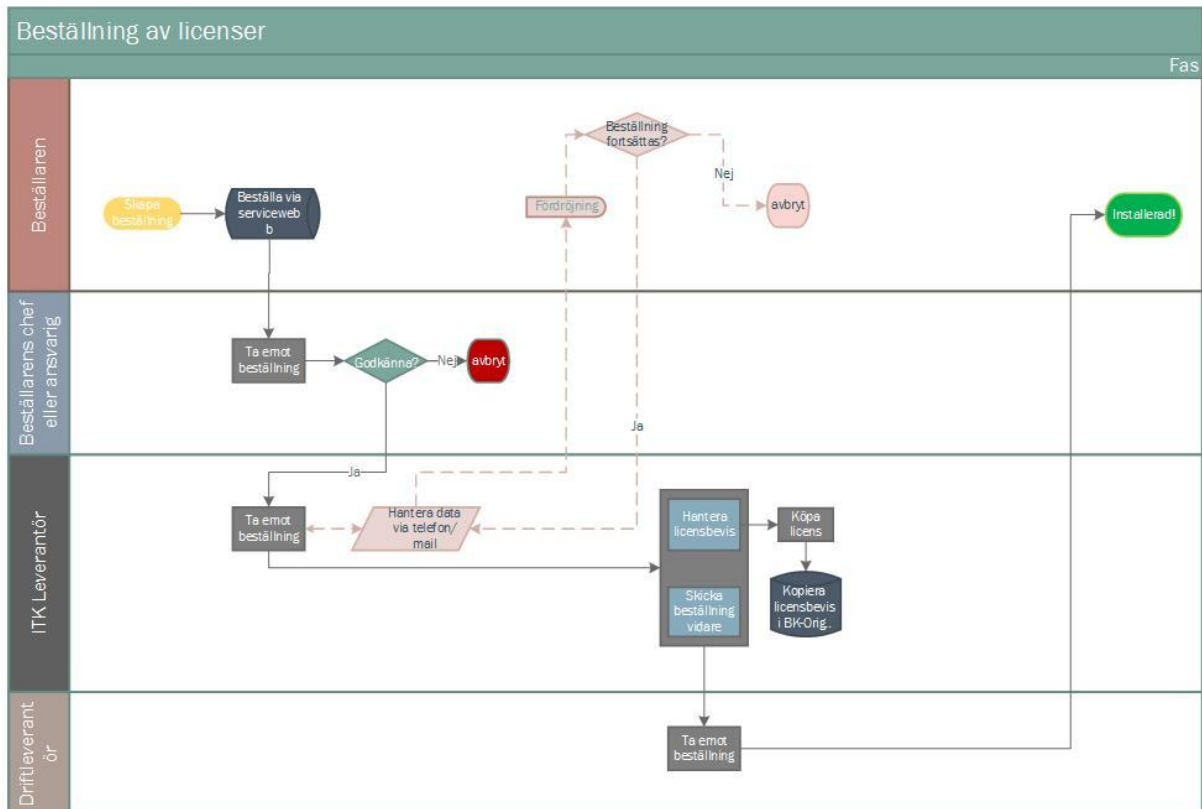 Beställning av licenser
Fas
Beställaren
Skapa
beställning
Beställa via
serviceweb
b
Fördröjning
Beställning
fortsättas?
Nej
avbryt
Installerad!
Beställarens chef
eller ansvarig
Ta emot
beställning
Godkänna?
Nej
avbryt
Ja
Ja
ITK Leverantör
Ta emot
beställning
Hantera data
via telefon/
mail
Hantera
licensbevis
Köpa
licens
Skicka
beställning
vidare
Kopiera
licensbevis
i BK-Orig..
Driftleverant
ör
Ta emot
beställning